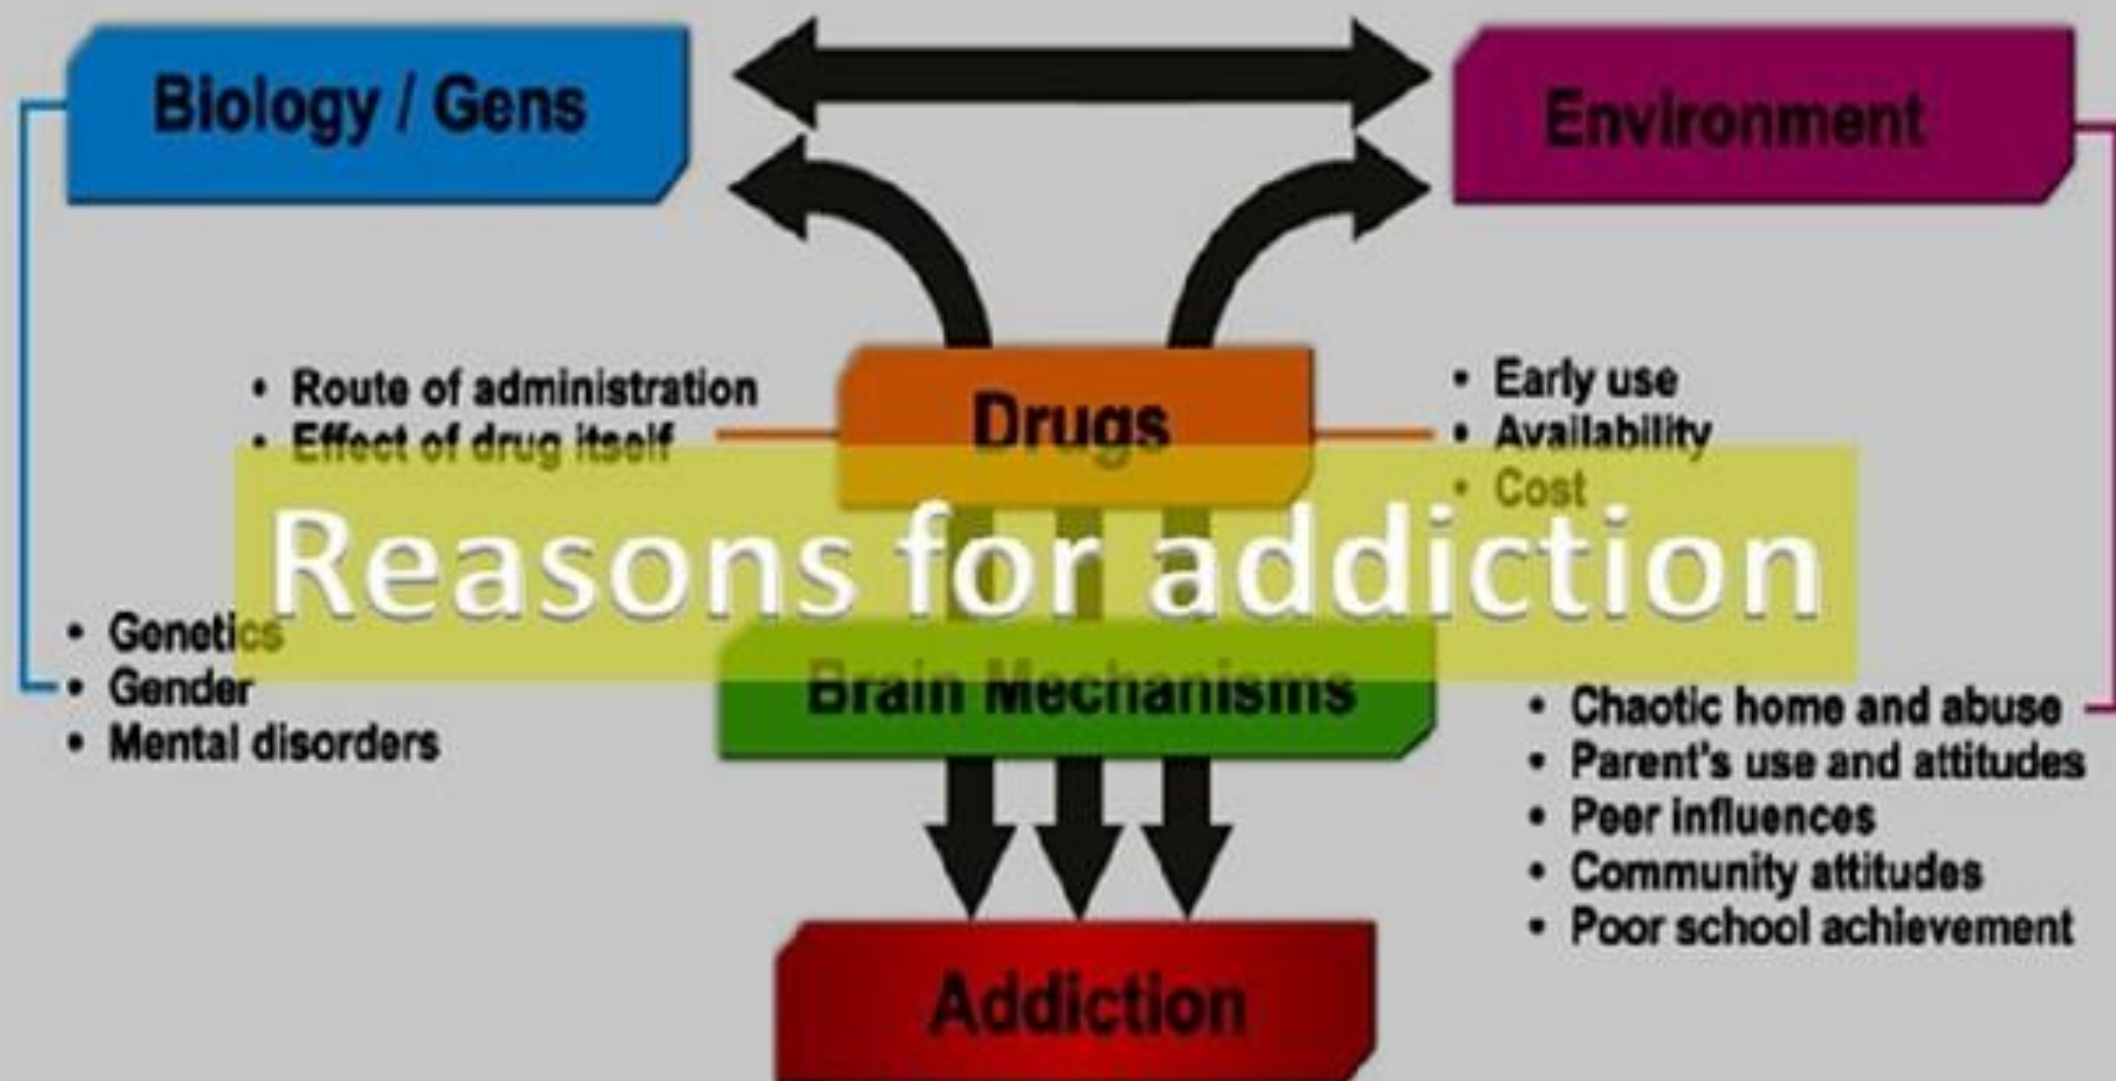 Biology / Gens
Environment
• Route of administration
• Effect of drug itself
Drugs
• Early use
• Availability
• Cost
Reasons for addiction
• Genetics
• Gender
• Mental disorders
Brain Mechanisms
• Chaotic home and abuse
• Parent's use and attitudes
• Peer influences
• Community attitudes
• Poor school achievement
Addiction